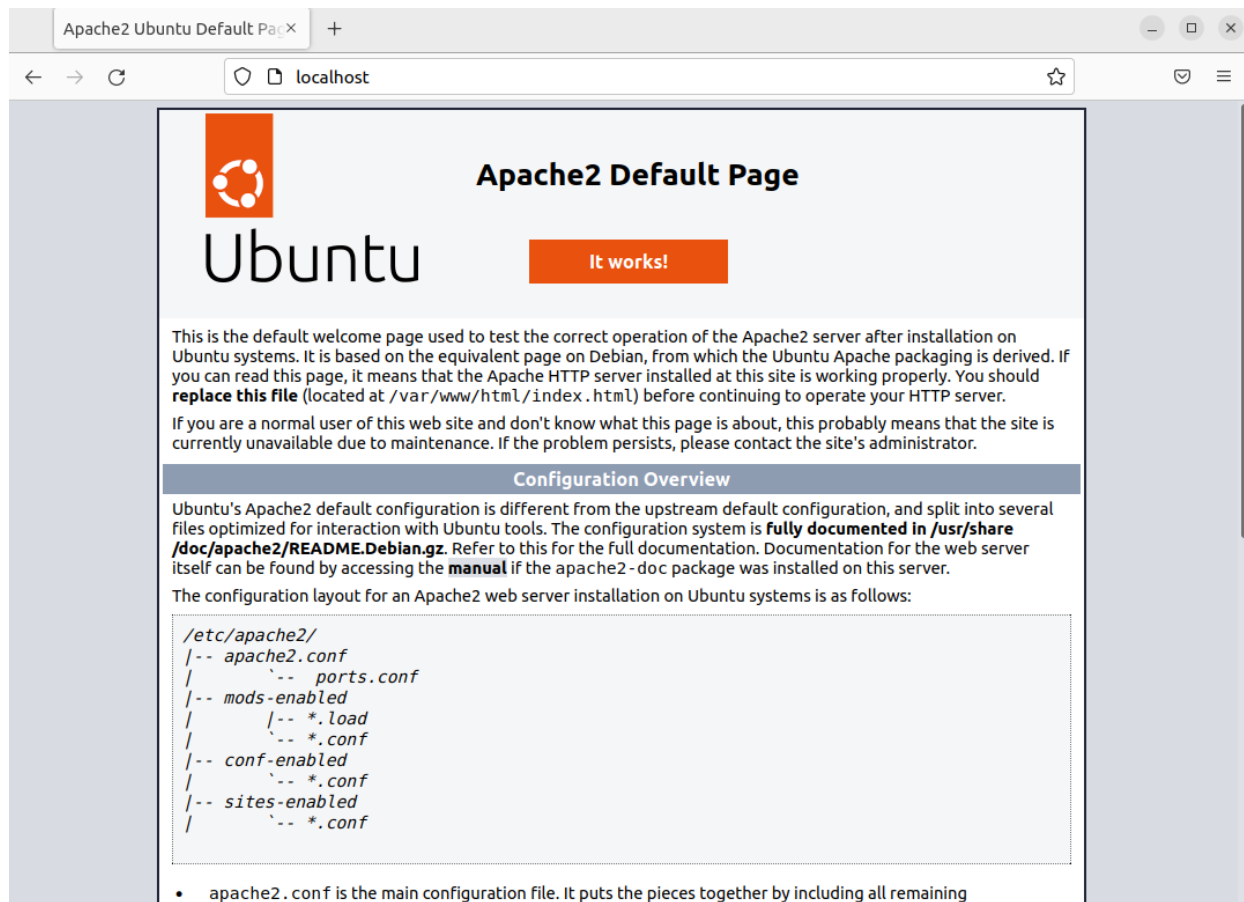 Apache2 Ubuntu Default Pag
localhost
Apache2 Default Page
Ubuntu
It works!
This is the default welcome page used to test the correct operation of the Apache2 server after installation on
Ubuntu systems. It is based on the equivalent page on Debian, from which the Ubuntu Apache packaging is derived. If
you can read this page, it means that the Apache HTTP server installed at this site is working properly. You should
replace this file (located at /var/www/html/index.html) before continuing to operate your HTTP server.
If you are a normal user of this web site and don't know what this page is about, this probably means that the site is
currently unavailable due to maintenance. If the problem persists, please contact the site's administrator.
Configuration Overview
Ubuntu's Apache2 default configuration is different from the upstream default configuration, and split into several
files optimized for interaction with Ubuntu tools. The configuration system is fully documented in /usr/share
/doc/apache2/README.Debian.gz. Refer to this for the full documentation. Documentation for the web server
itself can be found by accessing the manual if the apache2-doc package was installed on this server.
The configuration layout for an Apache2 web server installation on Ubuntu systems is as follows:
/etc/apache2/
|-- apache2.conf
|       `--  ports.conf
|-- mods-enabled
|       |-- *.load
|       `-- *.conf
|-- conf-enabled
|       `-- *.conf
|-- sites-enabled
|       `-- *.conf
• apache2.conf is the main configuration file. It puts the pieces together by including all remaining